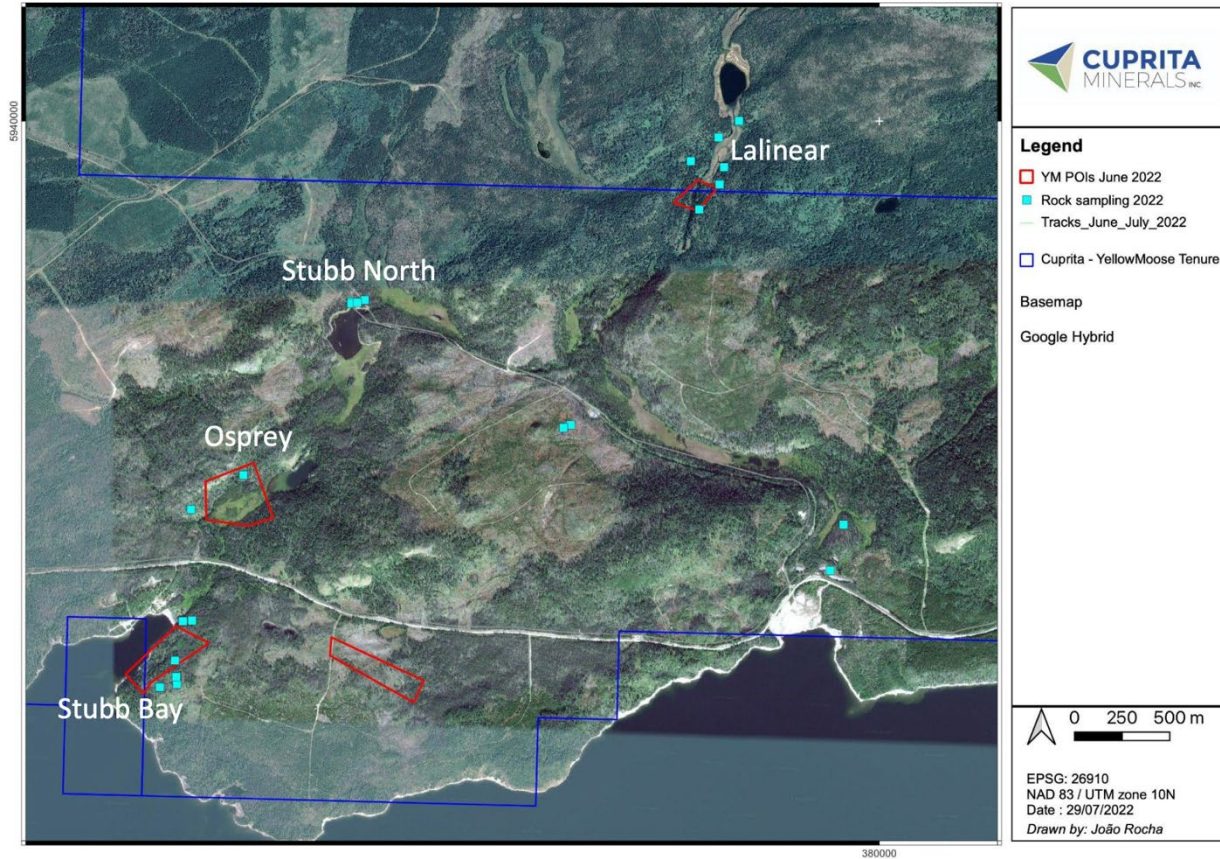 5940000
Lalinear
Stubb North
Osprey
Stubb Bay
380000
CUPRITA
MINERALS INC
Legend
YM POIs June 2022
Rock sampling 2022
Tracks_June_July_2022
Cuprita - YellowMoose Tenure
Basemap
Google Hybrid
0 250 500 m
EPSG: 26910
NAD 83 / UTM zone 10N
Date : 29/07/2022
Drawn by: João Rocha